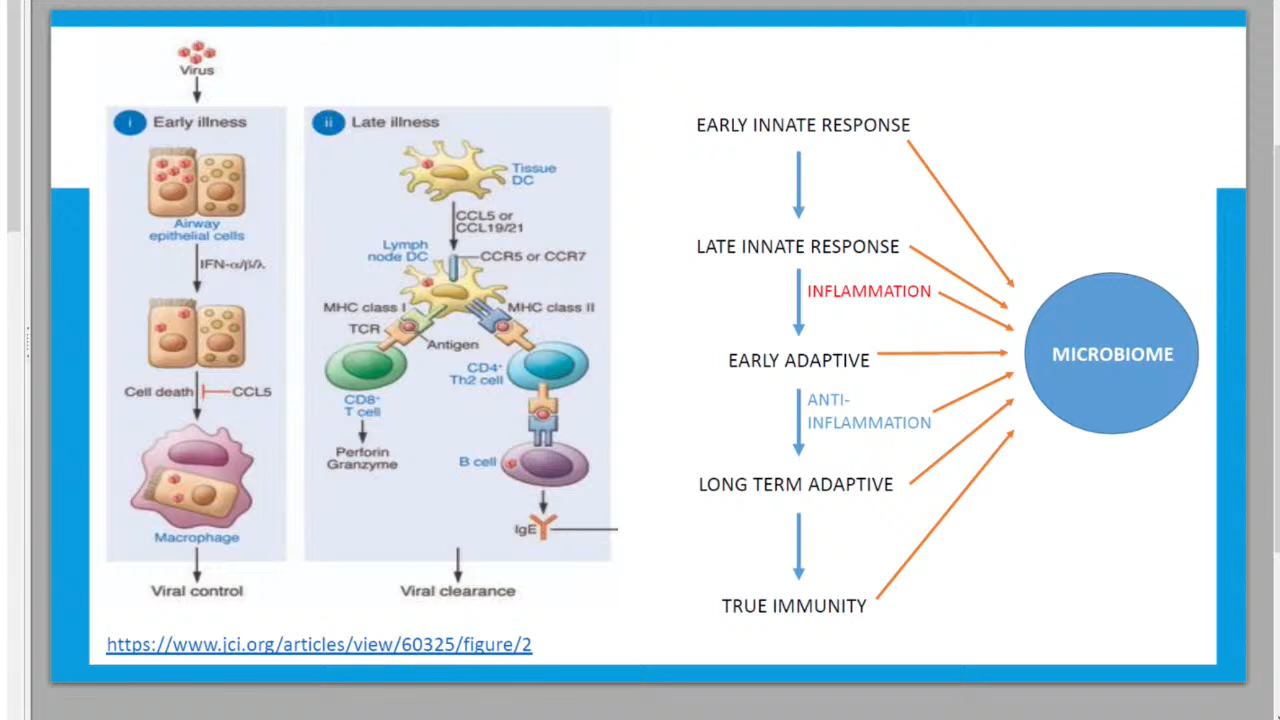 Virus
i Early illness
Airway
epithelial cells
IFN-α/β/λ
Cell death
CCL5
Macrophage
Viral control
ii Late illness
Tissue
DC
CCL5 or
CCL19/21
Lymph
node DC
CCR5 or CCR7
MHC class I
MHC class II
TCR
Antigen
CD8+
T cell
CD4+
Th2 cell
Perforin
Granzyme
B cell
IgE
Viral clearance
https://www.jci.org/articles/view/60325/figure/2
EARLY INNATE RESPONSE
LATE INNATE RESPONSE
INFLAMMATION
EARLY ADAPTIVE
ANTI-
INFLAMMATION
LONG TERM ADAPTIVE
TRUE IMMUNITY
MICROBIOME